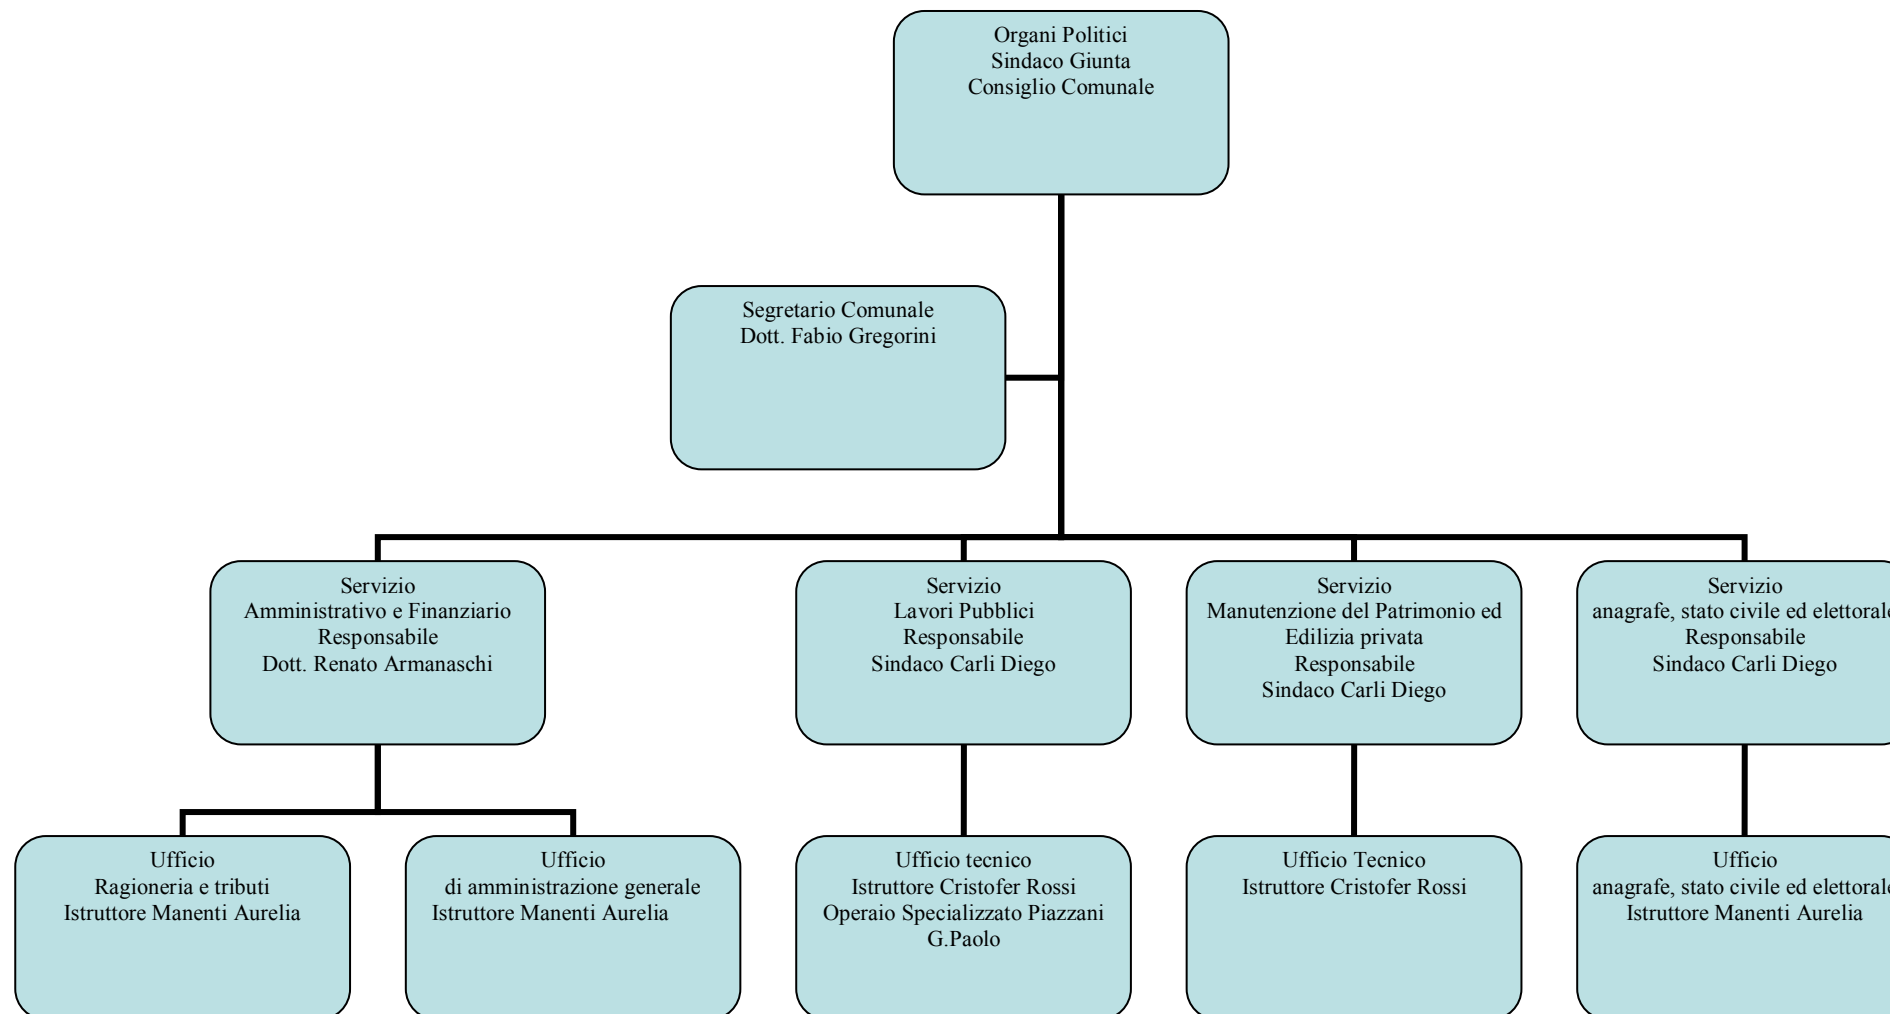 Organi Politici
Sindaco Giunta
Consiglio Comunale
Segretario Comunale
Dott. Fabio Gregorini
Servizio
Amministrativo e Finanziario
Responsabile
Dott. Renato Armanaschi
Servizio
Lavori Pubblici
Responsabile
Sindaco Carli Diego
Servizio
Manutenzione del Patrimonio ed
Edilizia privata
Responsabile
Sindaco Carli Diego
Servizio
anagrafe, stato civile ed elettorale
Responsabile
Sindaco Carli Diego
Ufficio
Ragioneria e tributi
Istruttore Manenti Aurelia
Ufficio
di amministrazione generale
Istruttore Manenti Aurelia
Ufficio tecnico
Istruttore Cristofer Rossi
Operaio Specializzato Piazzani
G.Paolo
Ufficio Tecnico
Istruttore Cristofer Rossi
Ufficio
anagrafe, stato civile ed elettorale
Istruttore Manenti Aurelia